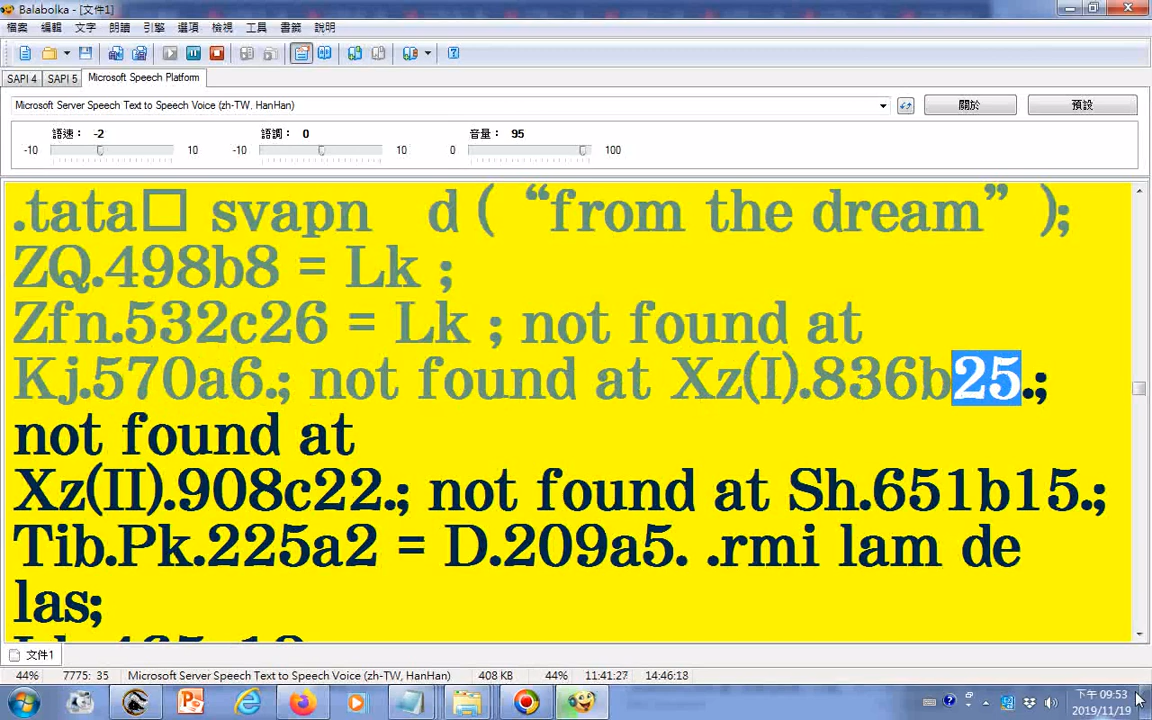 Balabolka - [文件1]
檔案 編輯 文字 朗讀 引擎 選項 檢視 工具 書籤 說明
SAPI 4 SAPI 5 Microsoft Speech Platform
Microsoft Server Speech Text to Speech Voice (zh-TW, HanHan) 關於 預設
語速： -2 語調： 0 音量： 95
-10 10 -10 10 0 100
.tata□ svapn d (“from the dream”);
ZQ.498b8 = Lk ;
Zfn.532c26 = Lk ; not found at
Kj.570a6.; not found at Xz(I).836b25.;
not found at
Xz(II).908c22.; not found at Sh.651b15.;
Tib.Pk.225a2 = D.209a5. .rmi lam de
las;
文件1
44% 7775: 35 Microsoft Server Speech Text to Speech Voice (zh-TW, HanHan) 408 KB 44% 11:41:27 14:46:18
下午 09:53
2019/11/19